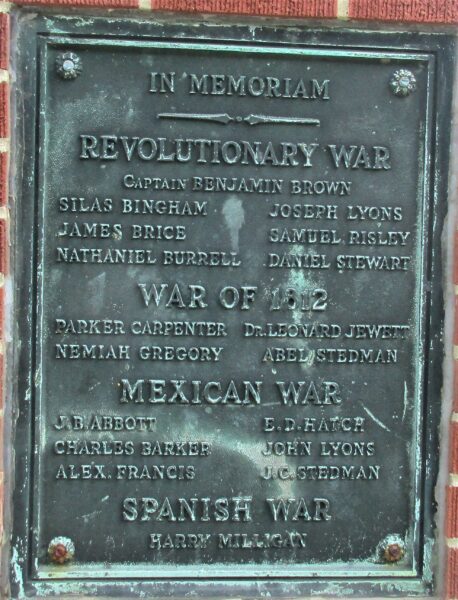 IN MEMORIAM
REVOLUTIONARY WAR
CAPTAIN BENJAMIN BROWN
SILAS BINGHAM JOSEPH LYONS
JAMES BRICE SAMUEL RISLEY
NATHANIEL BURRELL DANIEL STEWART
WAR OF 1812
PARKER CARPENTER DR. LEONARD JEWETT
NEMIAH GREGORY ABEL STEDMAN
MEXICAN WAR
J.B. ABBOTT E.D. HATCH
CHARLES BARKER JOHN LYONS
ALEX. FRANCIS J.C. STEDMAN
SPANISH WAR
HARRY MILLIGAN